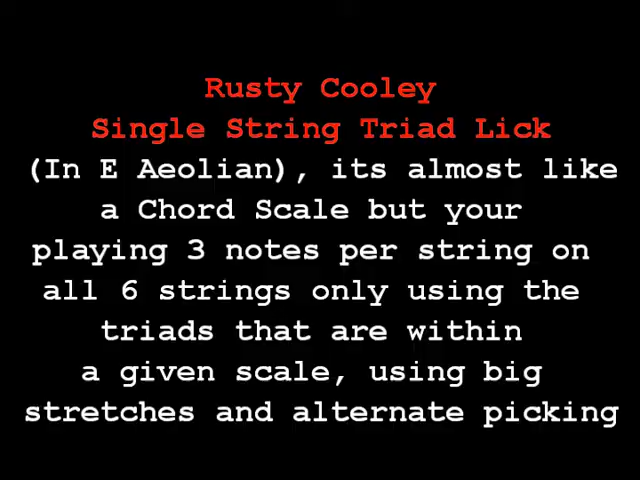 Rusty Cooley
Single String Triad Lick
(In E Aeolian), its almost like
a Chord Scale but your
playing 3 notes per string on
all 6 strings only using the
triads that are within
a given scale, using big
stretches and alternate picking